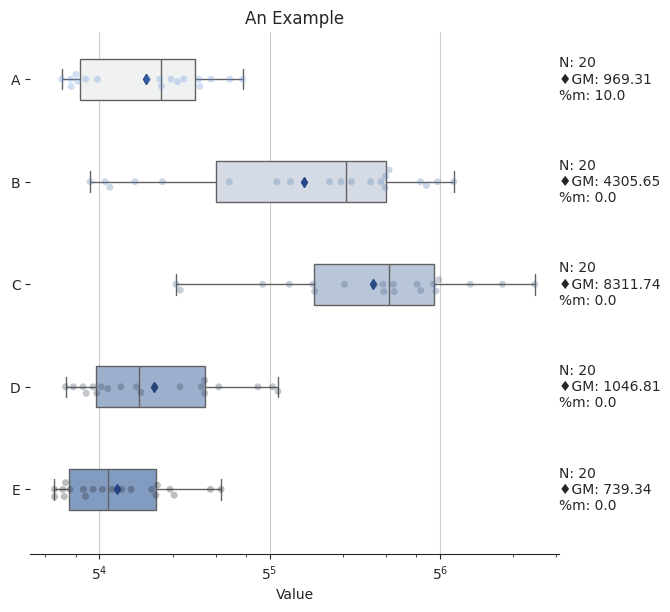 An Example
A
N: 20
♦GM: 969.31
%m: 10.0
B
N: 20
♦GM: 4305.65
%m: 0.0
C
N: 20
♦GM: 8311.74
%m: 0.0
D
N: 20
♦GM: 1046.81
%m: 0.0
E
N: 20
♦GM: 739.34
%m: 0.0
5⁴ 5⁵ 5⁶
Value